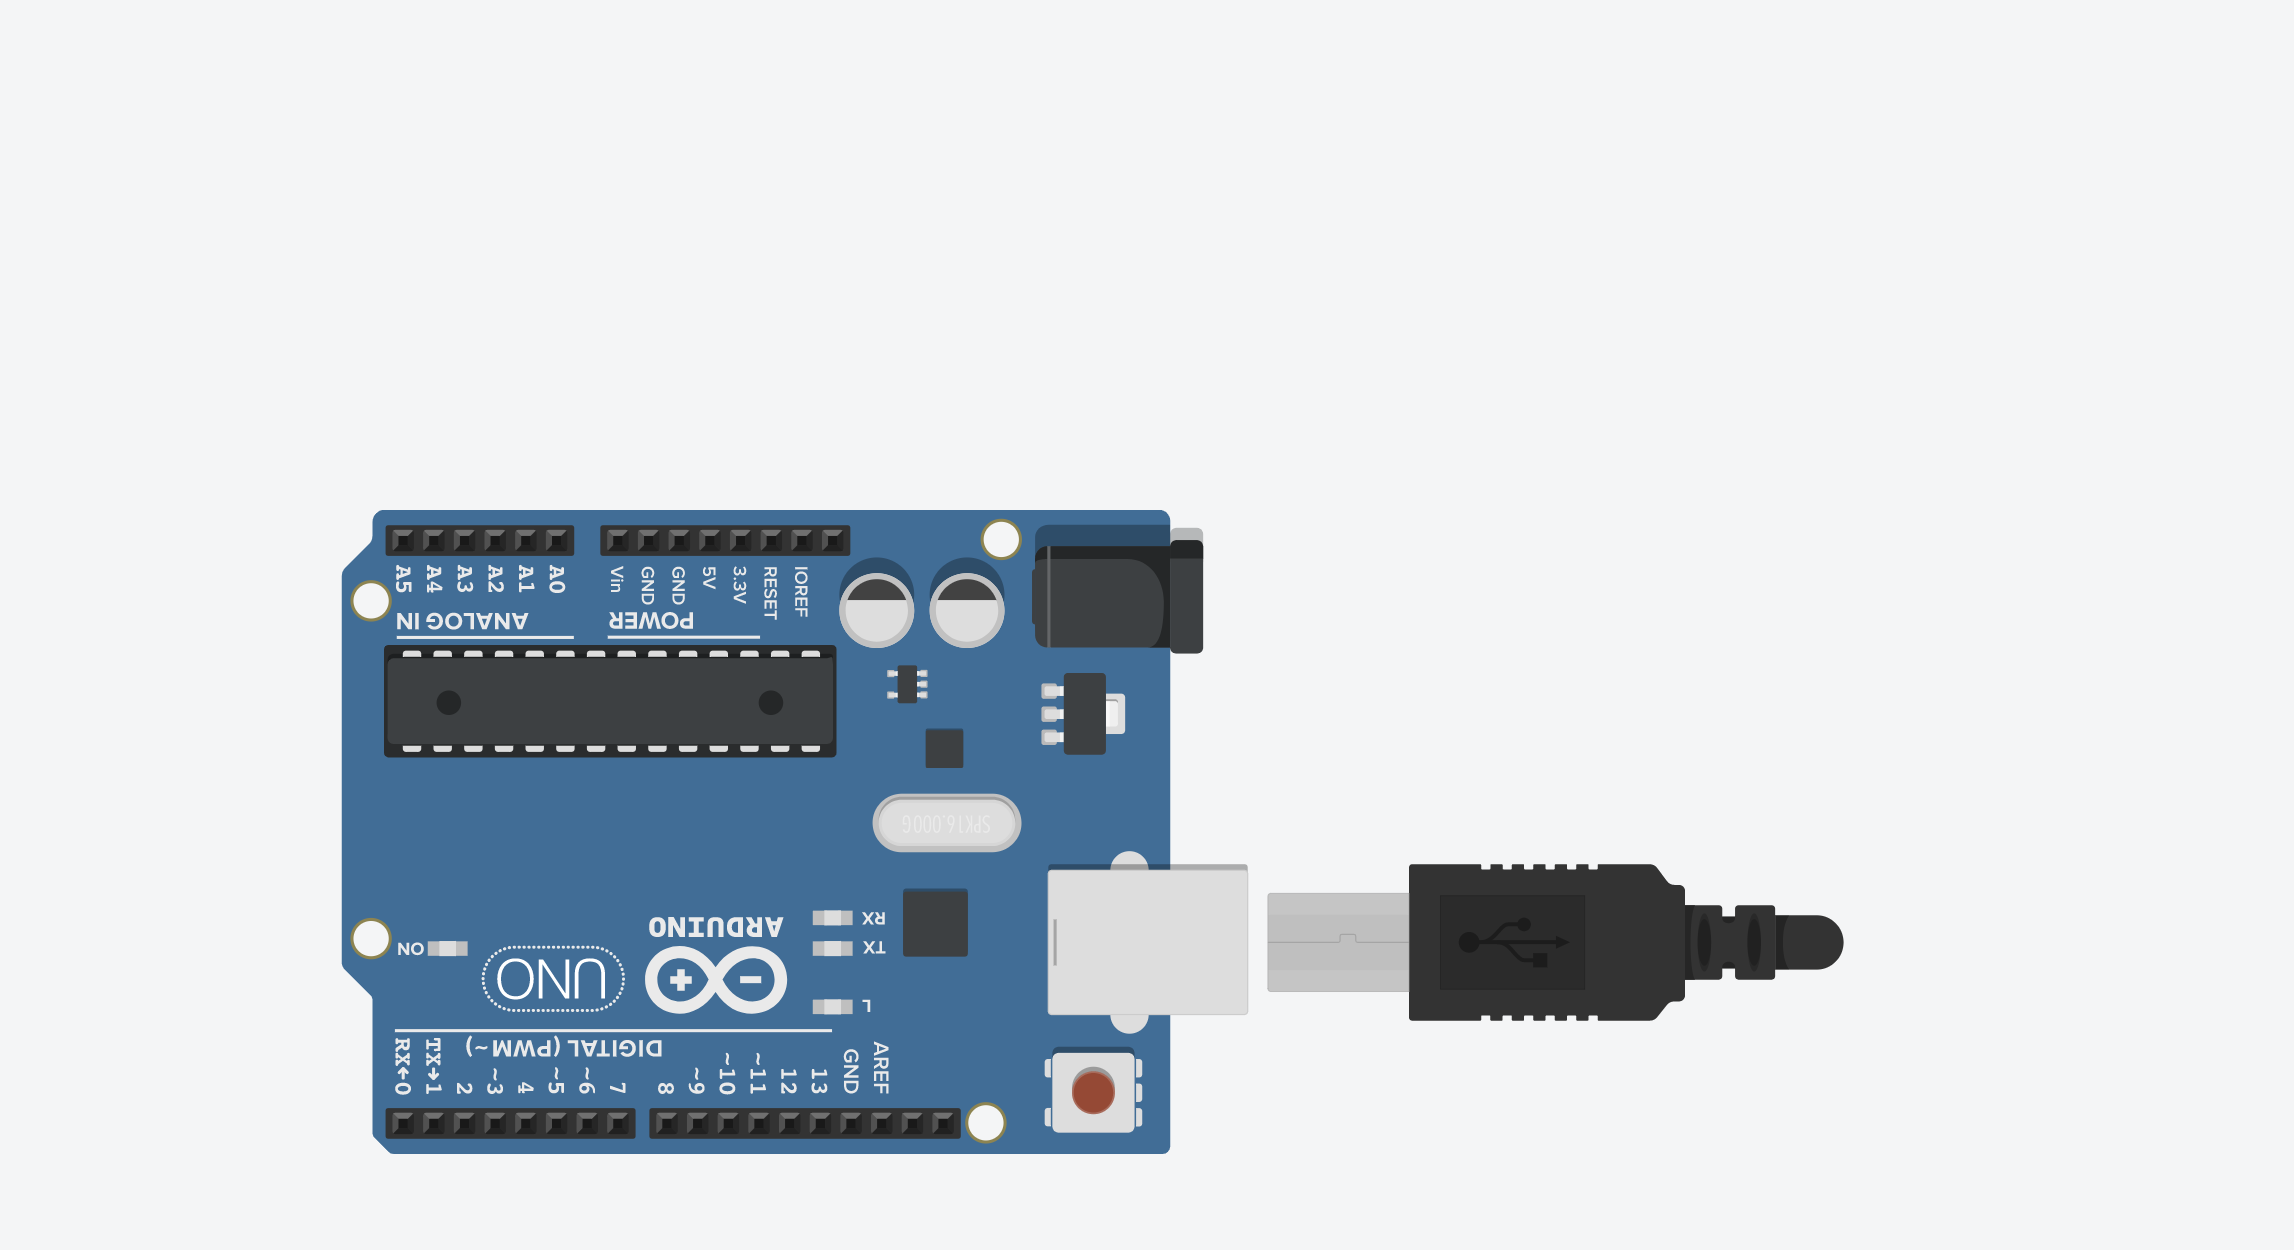 A5 A4 A3 A2 A1 A0
Vin GND GND 5V 3.3V RESET IOREF
ANALOG IN
POWER
SPK16.000G
ARDUINO
RX
ON
TX
UNO
L
DIGITAL (PWM ~)
RX←0 TX→1 2 ~3 4 ~5 ~6 7 8 ~9 ~10 ~11 12 13 GND AREF